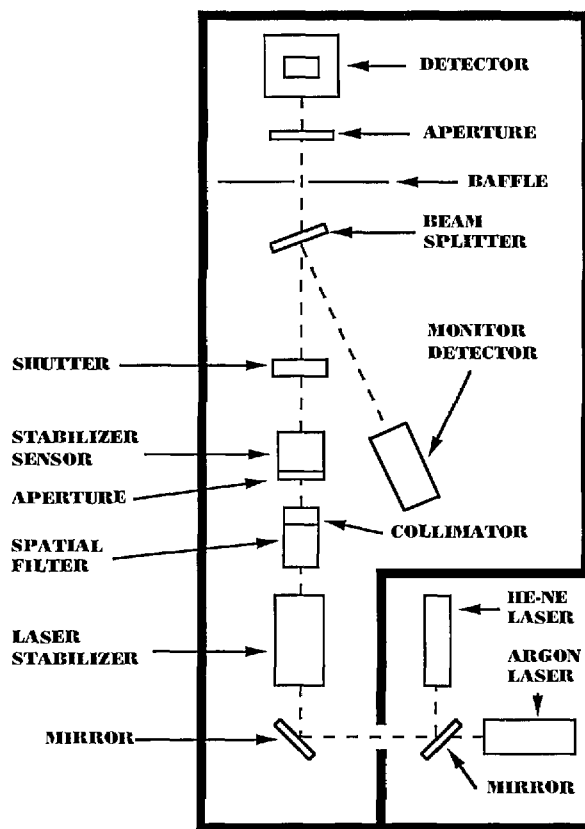 DETECTOR
APERTURE
BAFFLE
BEAM
SPLITTER
MONITOR
DETECTOR
SHUTTER
STABILIZER
SENSOR
APERTURE
COLLIMATOR
SPATIAL
FILTER
HE-NE
LASER
LASER
STABILIZER
ARGON
LASER
MIRROR
MIRROR